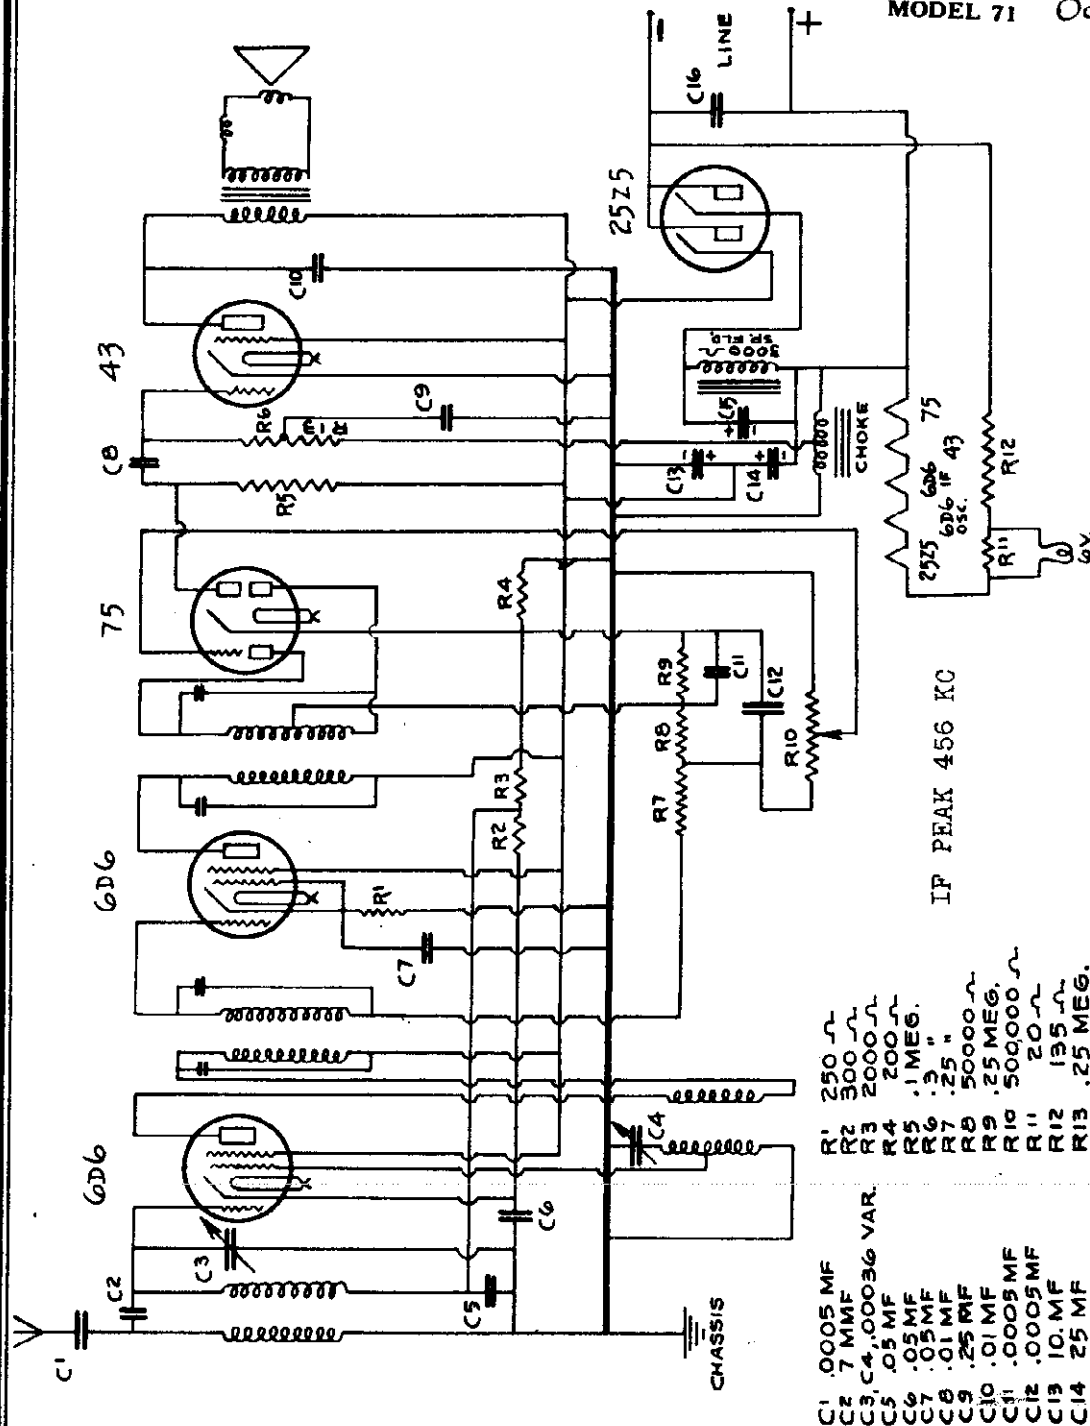 MODEL 71
6D6
6D6
75
43
25Z5
C1
C2
C3
C5
C6
C4
C7
R1
R2
R3
R4
R5
C8
R6
R13
C9
C10
R7
R8
R9
C11
C12
R10
C13
C14
C15
3000
SP. FLD.
CHOKE
C16
LINE
-
+
25Z5
6D6
OSC.
6D6
IF
43
75
R11
R12
6V
CHASSIS
IF PEAK 456 KC
C1 .0005 MF
C2 7 MMF
C3, C4, .00036 VAR.
C5 .05 MF
C6 .05 MF
C7 .05 MF
C8 .01 MF
C9 .25 MF
C10 .01 MF
C11 .0005 MF
C12 .0005 MF
C13 10. MF
C14 25 MF
R1 250 Ω
R2 300 Ω
R3 2000 Ω
R4 200 Ω
R5 .1 MEG.
R6 .3 "
R7 .25 "
R8 50000 Ω
R9 .25 MEG.
R10 500,000 Ω
R11 20 Ω
R12 135 Ω
R13 .25 MEG.